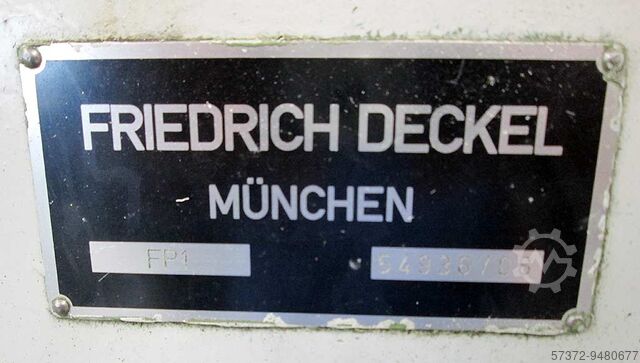 FRIEDRICH DECKEL
MÜNCHEN
FP1
57372-9480677